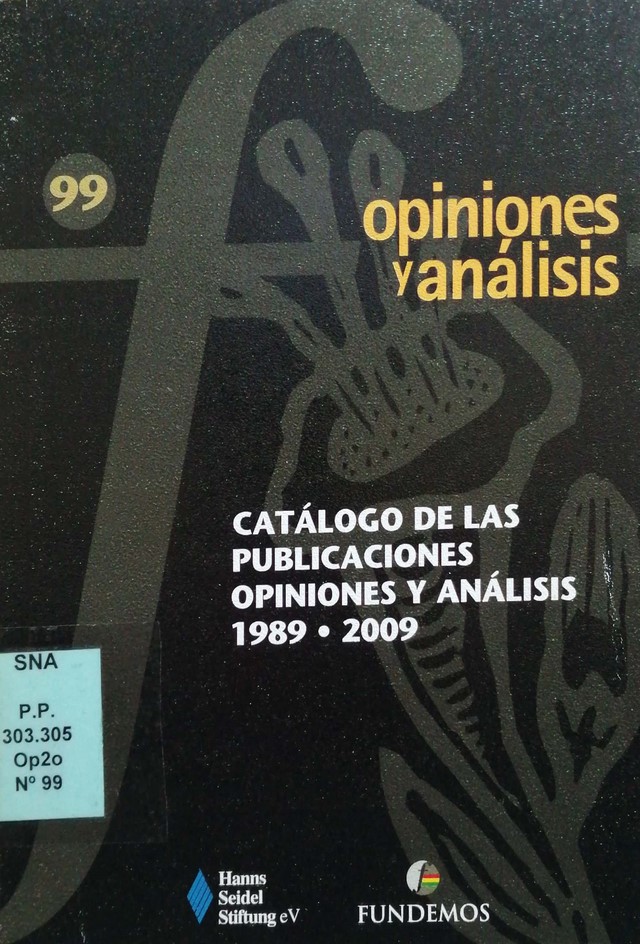 99
opiniones
y análisis
CATÁLOGO DE LAS
PUBLICACIONES
OPINIONES Y ANÁLISIS
1989 • 2009
SNA
P.P.
303.305
Op2o
Nº 99
Hanns
Seidel
Stiftung eV
FUNDEMOS